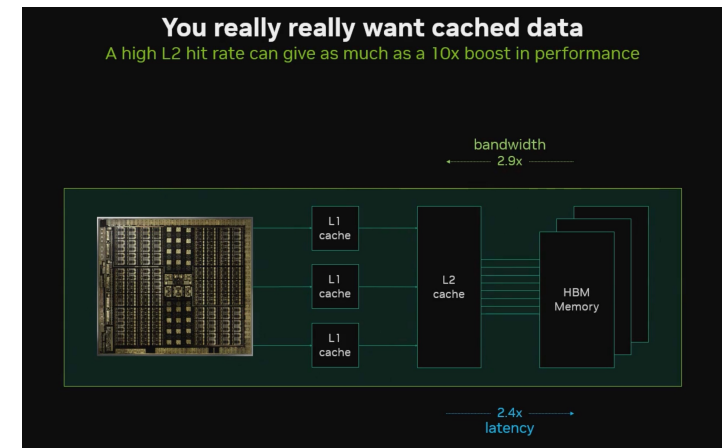 You really really want cached data
A high L2 hit rate can give as much as a 10x boost in performance
bandwidth
2.9x
L1
cache
L1
cache
L1
cache
L2
cache
HBM
Memory
2.4x
latency